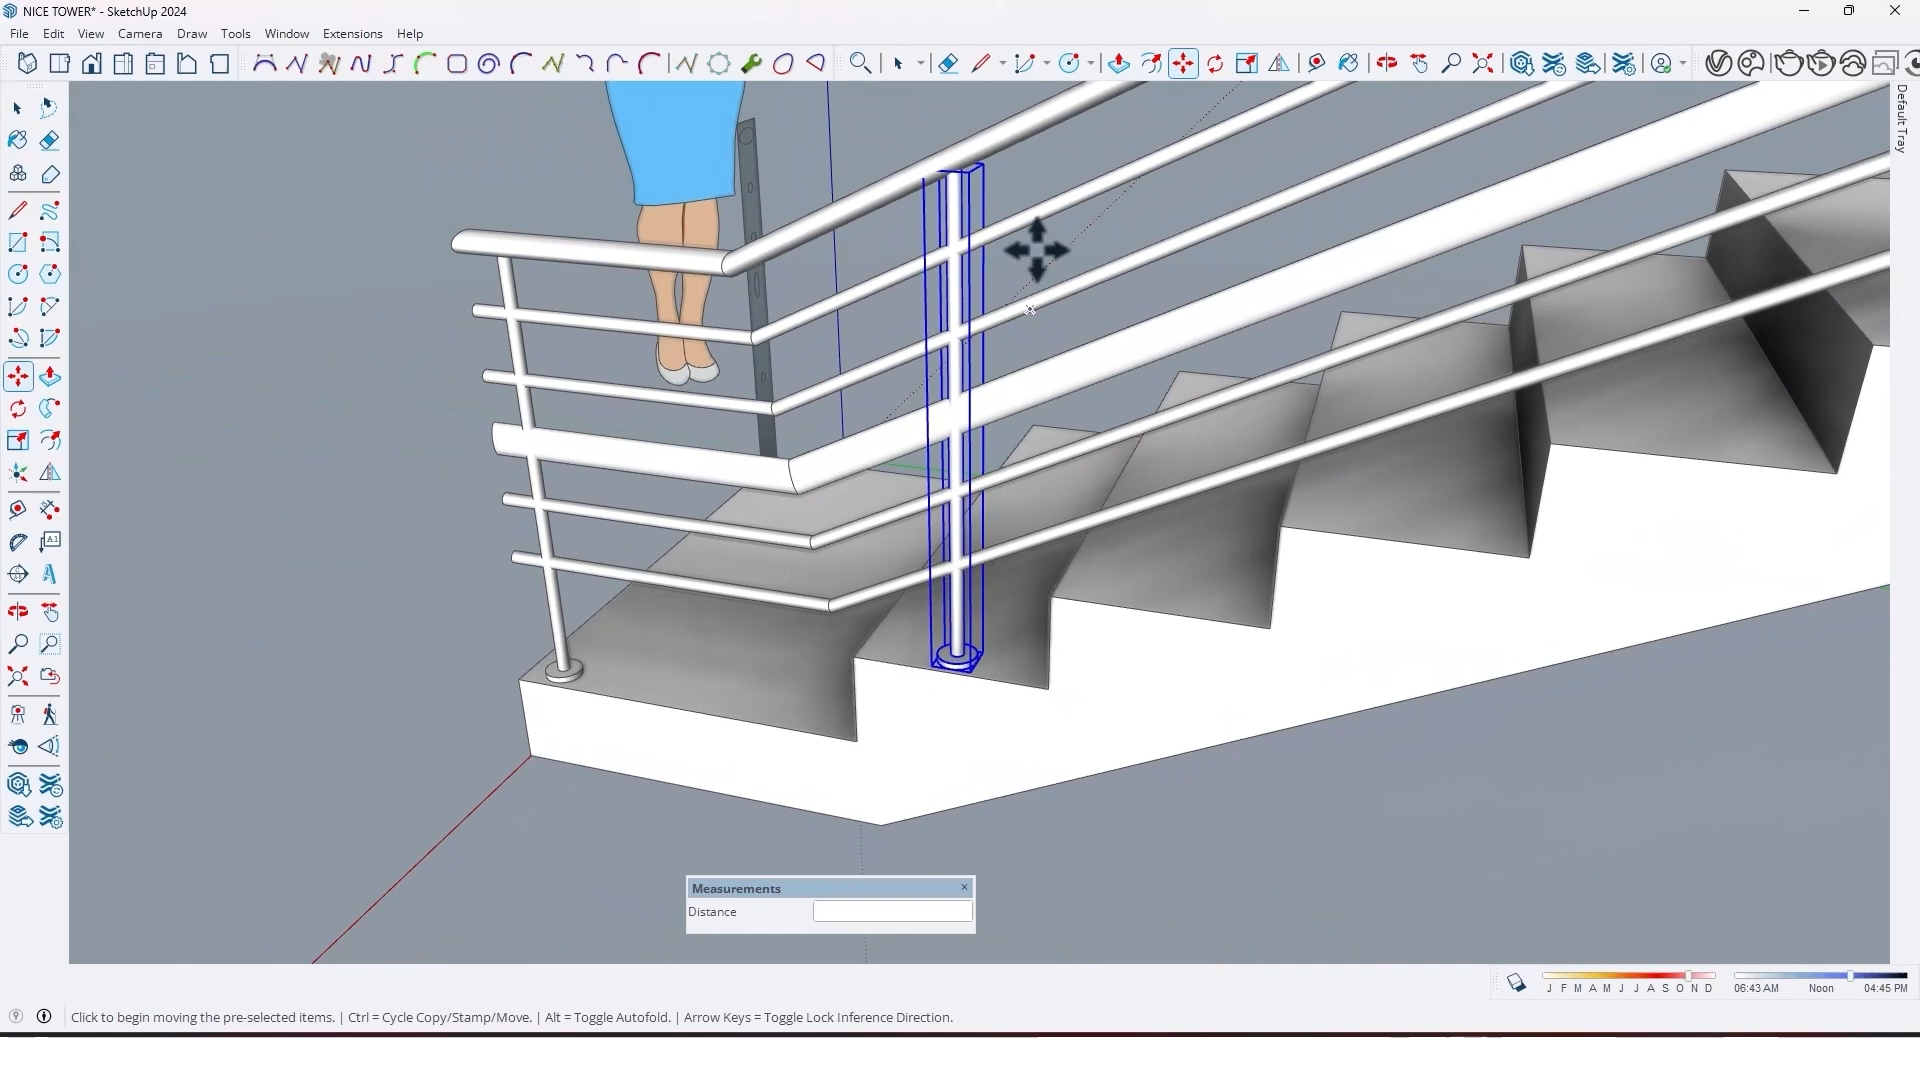 NICE TOWER* - SketchUp 2024
File Edit View Camera Draw Tools Window Extensions Help
Default Tray
A1
Measurements
Distance
J F M A M J J A S O N D
06:43 AM Noon 04:45 PM
Click to begin moving the pre-selected items. | Ctrl = Cycle Copy/Stamp/Move. | Alt = Toggle Autofold. | Arrow Keys = Toggle Lock Inference Direction.